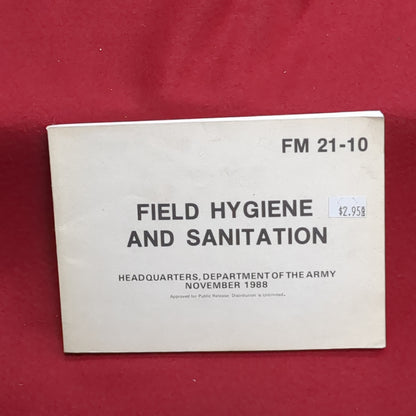 FM 21-10
FIELD HYGIENE
$2.95
AND SANITATION
HEADQUARTERS, DEPARTMENT OF THE ARMY
NOVEMBER 1988
Approved for Public Release. Distribution is Unlimited.